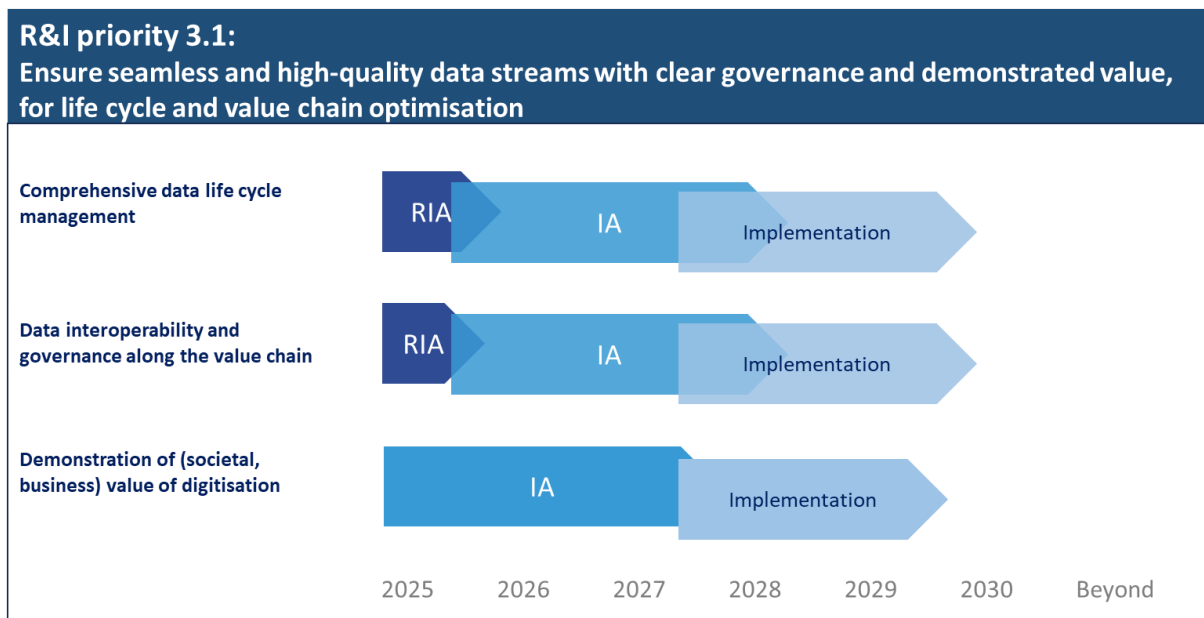 R&I priority 3.1:
Ensure seamless and high-quality data streams with clear governance and demonstrated value,
for life cycle and value chain optimisation
Comprehensive data life cycle
management
RIA
IA
Implementation
Data interoperability and
governance along the value chain
RIA
IA
Implementation
Demonstration of (societal,
business) value of digitisation
IA
Implementation
2025 2026 2027 2028 2029 2030 Beyond